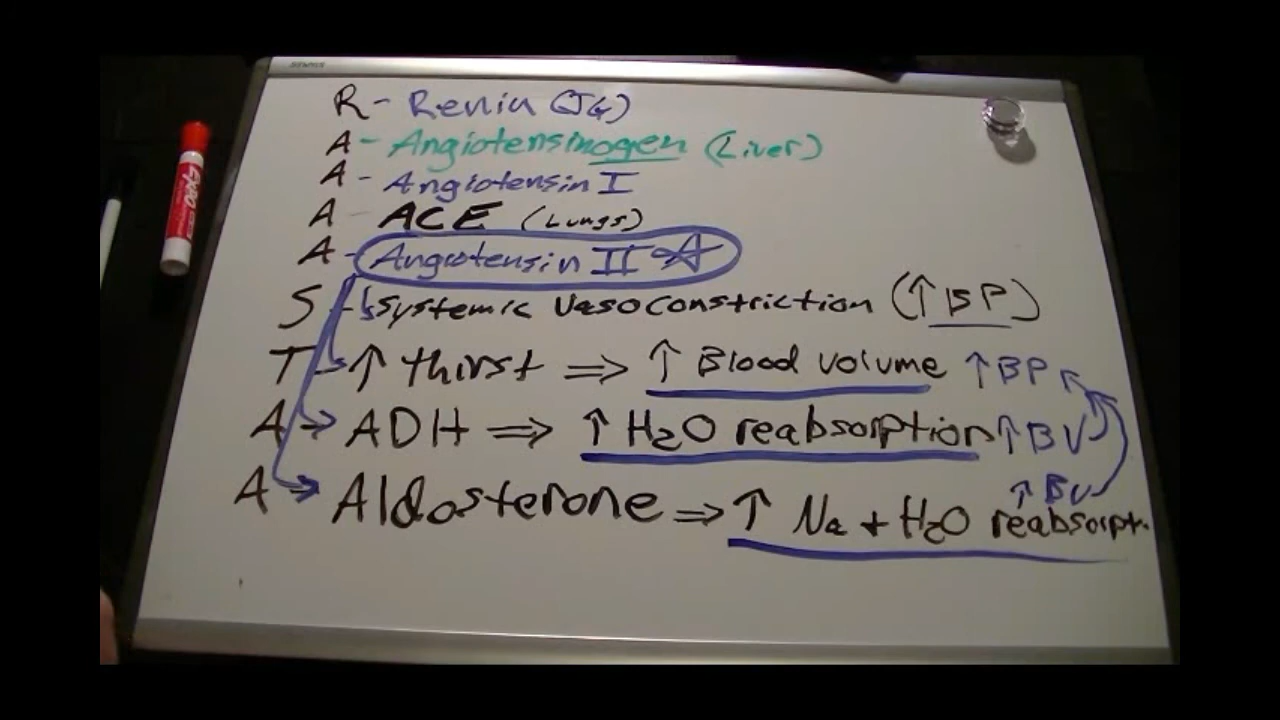 R - Renin (JG)
A - Angiotensinogen (Liver)
A - Angiotensin I
A - ACE (Lungs)
A - Angiotensin II
S - Systemic Vasoconstriction (↑ BP)
T → ↑ thirst ⇒ ↑ Blood volume ↑ BP
A → ADH ⇒ ↑ H2O reabsorption ↑ BV
A → Aldosterone ⇒ ↑ Na + H2O reabsorpt.
↑ BV
EXPO